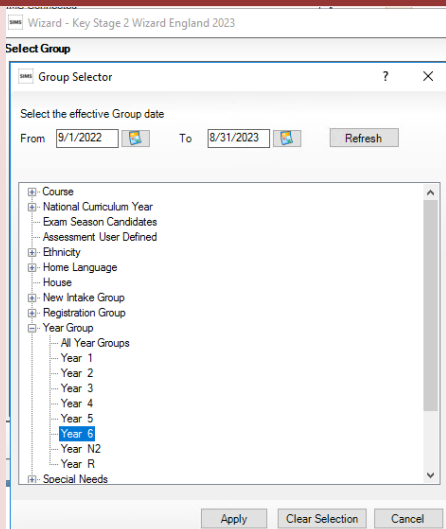 SIMS Wizard - Key Stage 2 Wizard England 2023
Select Group
SIMS Group Selector ?
Select the effective Group date
From 9/1/2022 To 8/31/2023 Refresh
Course
National Curriculum Year
Exam Season Candidates
Assessment User Defined
Ethnicity
Home Language
House
New Intake Group
Registration Group
Year Group
All Year Groups
Year 1
Year 2
Year 3
Year 4
Year 5
Year 6
Year N2
Year R
Special Needs
Apply Clear Selection Cancel